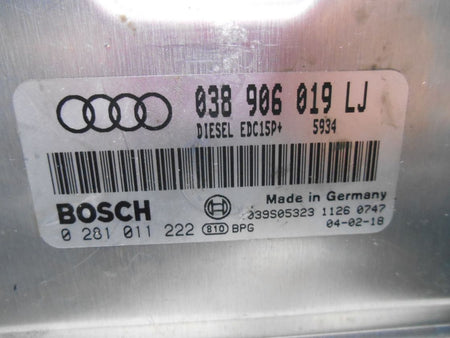 038 906 019 LJ
DIESEL EDC15P+ 5934
BOSCH
Made in Germany
039S05323 1126 0747
0 281 011 222 810 BPG
04-02-18